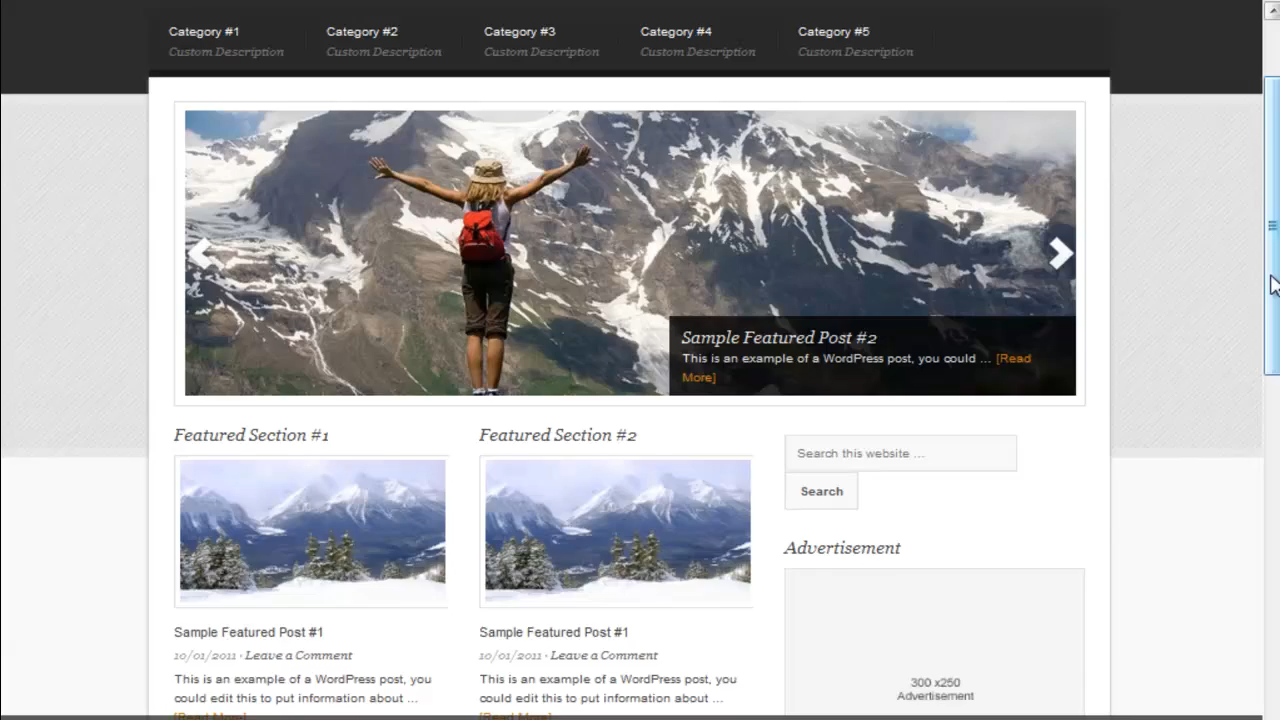 Category #1 Category #2 Category #3 Category #4 Category #5
Custom Description Custom Description Custom Description Custom Description Custom Description
Sample Featured Post #2
This is an example of a WordPress post, you could ... [Read
More]
Featured Section #1
Sample Featured Post #1
10/01/2011 · Leave a Comment
This is an example of a WordPress post, you
could edit this to put information about ...
[Read More]
Featured Section #2
Sample Featured Post #1
10/01/2011 · Leave a Comment
This is an example of a WordPress post, you
could edit this to put information about ...
[Read More]
Search this website ...
Search
Advertisement
300 x250
Advertisement